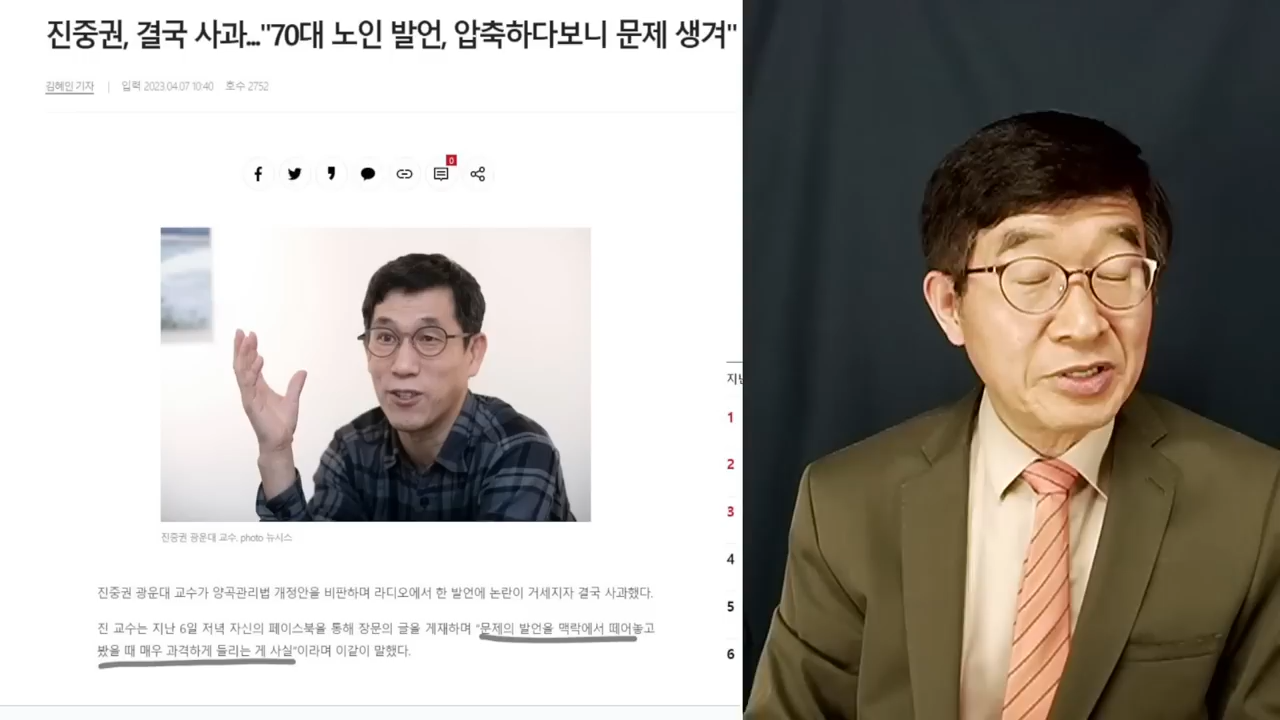 진중권, 결국 사과..."70대 노인 발언, 압축하다보니 문제 생겨"
김혜인 기자 | 입력 2023.04.07 10:40 호수 2752
0
진중권 광운대 교수. photo 뉴시스
진중권 광운대 교수가 양곡관리법 개정안을 비판하며 라디오에서 한 발언에 논란이 거세지자 결국 사과했다.
진 교수는 지난 6일 저녁 자신의 페이스북을 통해 장문의 글을 게재하며 "문제의 발언을 맥락에서 떼어놓고
봤을 때 매우 과격하게 들리는 게 사실"이라며 이같이 말했다.
1
2
3
4
5
6